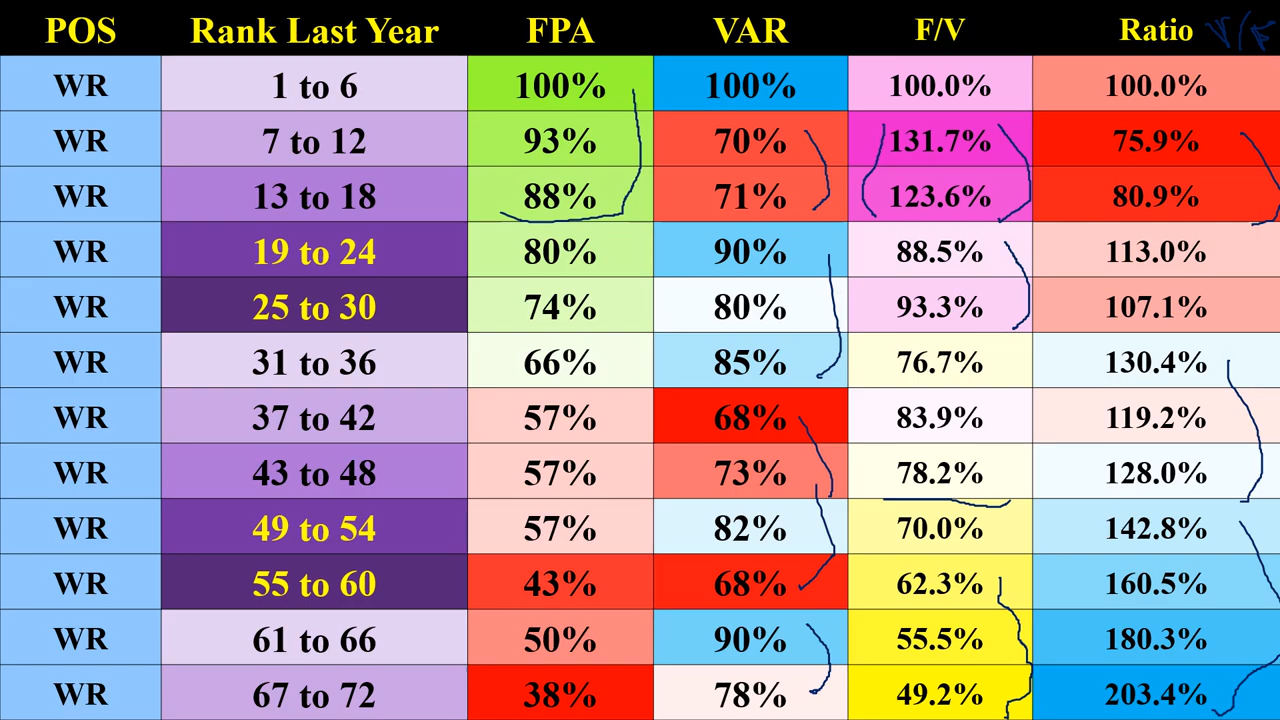 POS Rank Last Year FPA VAR F/V Ratio V/F
WR 1 to 6 100% 100% 100.0% 100.0%
WR 7 to 12 93% 70% 131.7% 75.9%
WR 13 to 18 88% 71% 123.6% 80.9%
WR 19 to 24 80% 90% 88.5% 113.0%
WR 25 to 30 74% 80% 93.3% 107.1%
WR 31 to 36 66% 85% 76.7% 130.4%
WR 37 to 42 57% 68% 83.9% 119.2%
WR 43 to 48 57% 73% 78.2% 128.0%
WR 49 to 54 57% 82% 70.0% 142.8%
WR 55 to 60 43% 68% 62.3% 160.5%
WR 61 to 66 50% 90% 55.5% 180.3%
WR 67 to 72 38% 78% 49.2% 203.4%